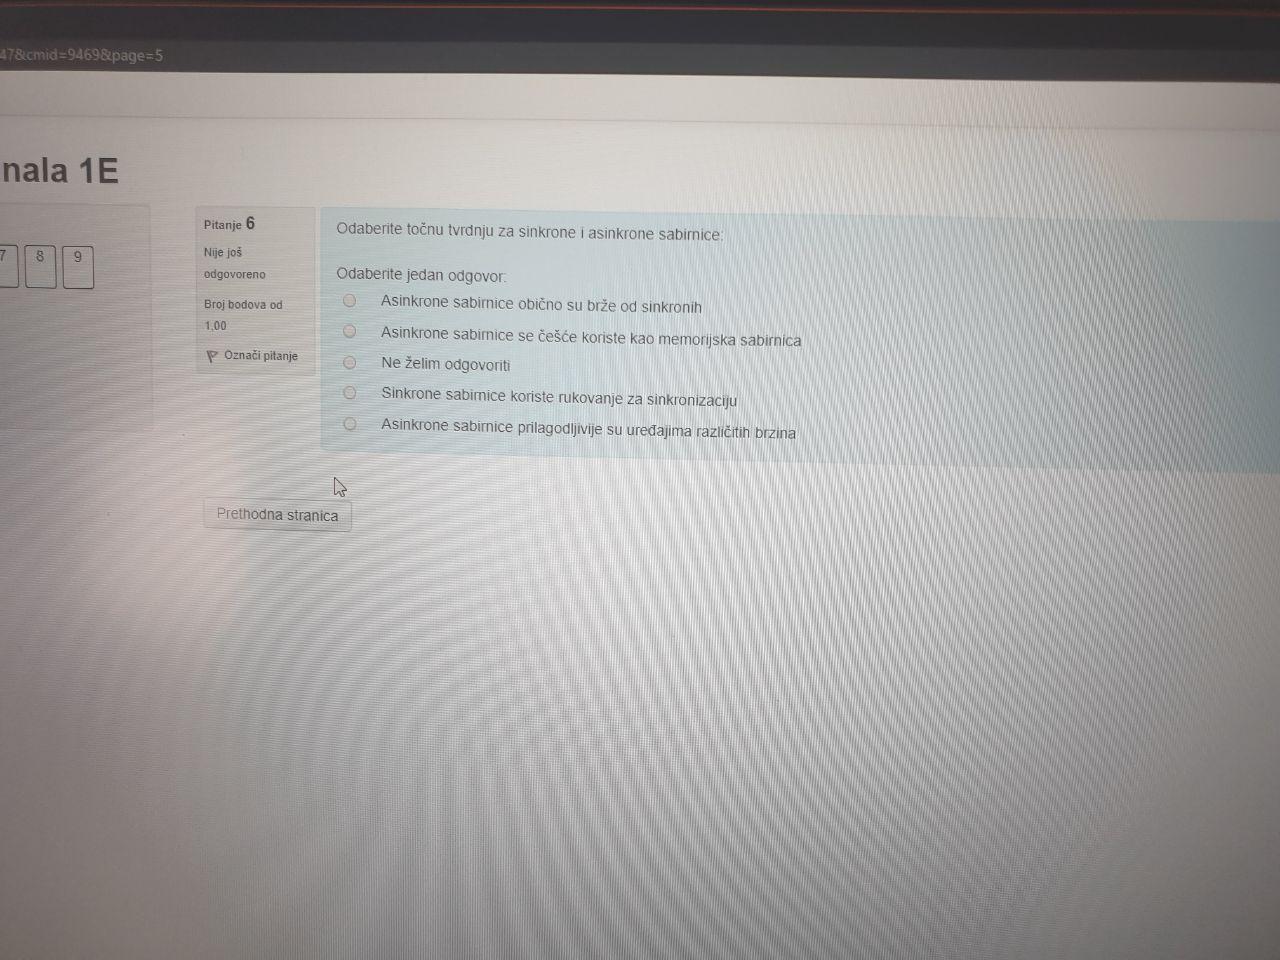 47&cmid=9469&page=5
nala 1E
7 8 9
Pitanje 6
Nije još
odgovoreno
Broj bodova od
1,00
Označi pitanje
Odaberite točnu tvrdnju za sinkrone i asinkrone sabirnice:
Odaberite jedan odgovor:
Asinkrone sabirnice obično su brže od sinkronih
Asinkrone sabirnice se češće koriste kao memorijska sabirnica
Ne želim odgovoriti
Sinkrone sabirnice koriste rukovanje za sinkronizaciju
Asinkrone sabirnice prilagodljivije su uređajima različitih brzina
Prethodna stranica